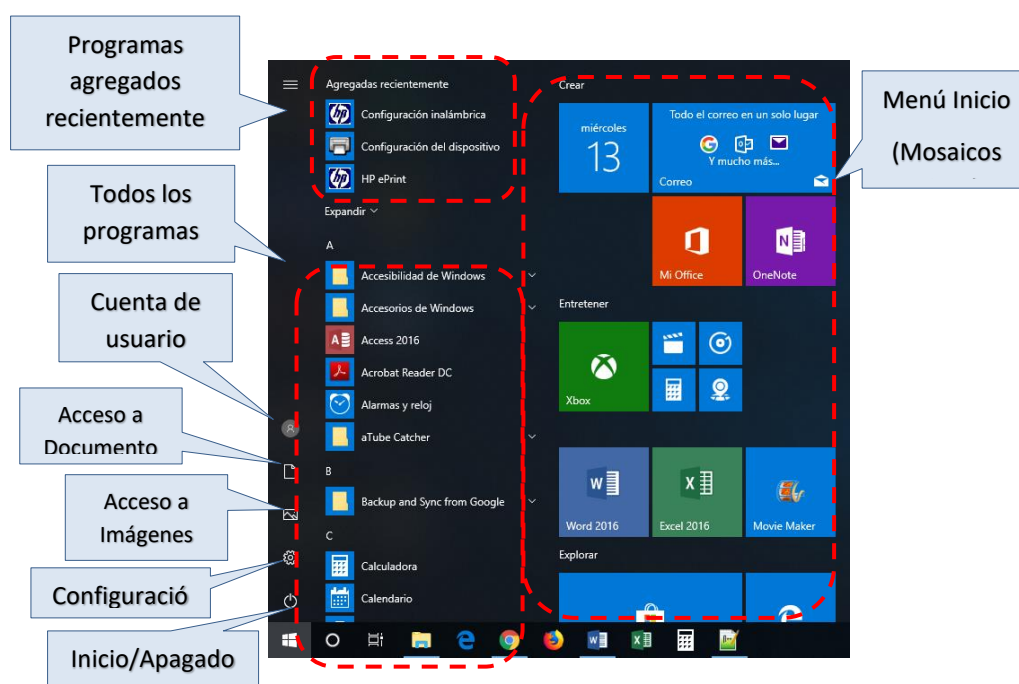 Programas
agregados
recientemente
Todos los
programas
Cuenta de
usuario
Acceso a
Documento
Acceso a
Imágenes
Configuració
Inicio/Apagado
Agregadas recientemente
Configuración inalámbrica
Configuración del dispositivo
HP ePrint
Expandir
A
Accesibilidad de Windows
Accesorios de Windows
Access 2016
Acrobat Reader DC
Alarmas y reloj
aTube Catcher
B
Backup and Sync from Google
C
Calculadora
Calendario
Crear
miércoles
13
Todo el correo en un solo lugar
Y mucho más...
Correo
Mi Office
OneNote
Entretener
Xbox
Word 2016
Excel 2016
Movie Maker
Explorar
Menú Inicio
(Mosaicos